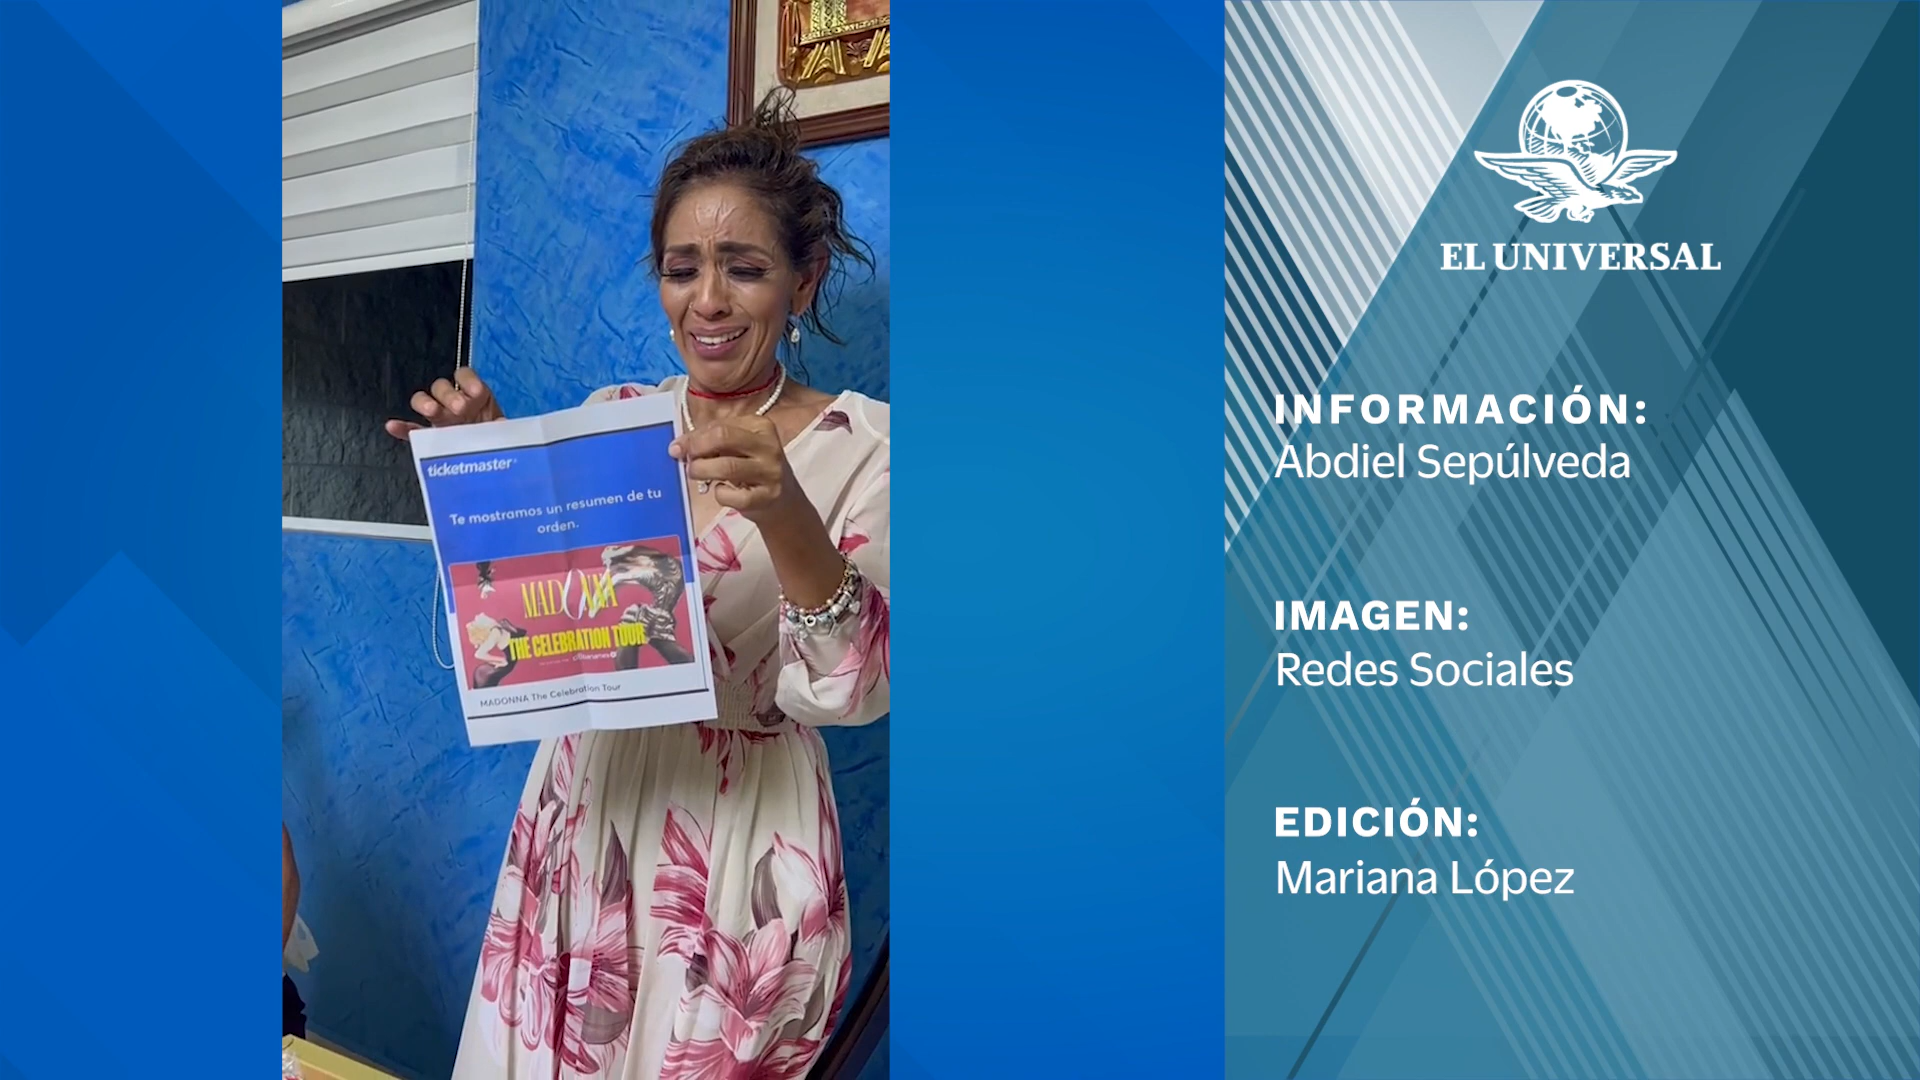 ticketmaster
Te mostramos un resumen de tu
orden.
MADONNA
THE CELEBRATION TOUR
MADONNA The Celebration Tour
EL UNIVERSAL
INFORMACIÓN:
Abdiel Sepúlveda
IMAGEN:
Redes Sociales
EDICIÓN:
Mariana López